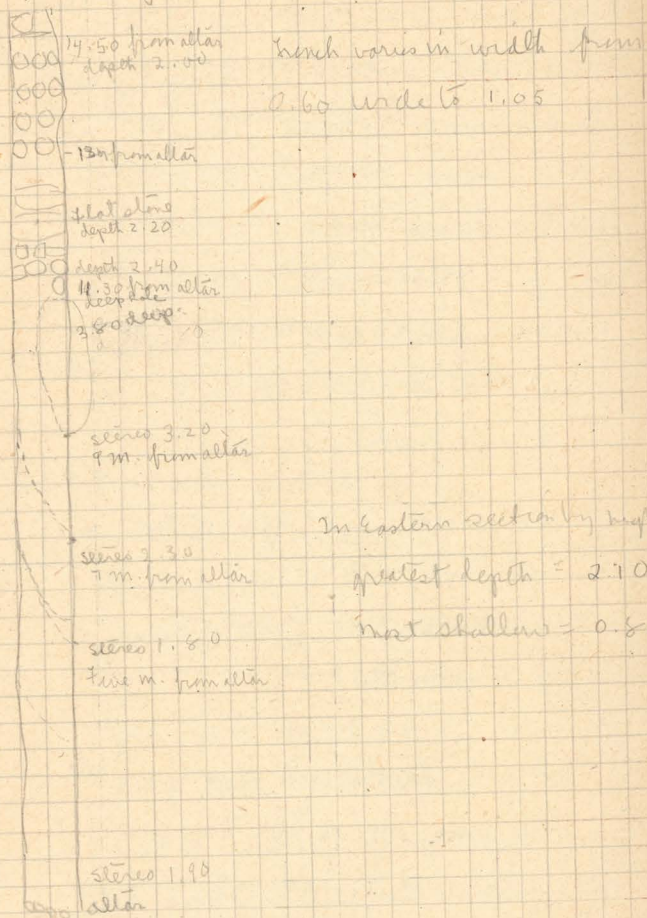 14.50 from altar
depth 2.00
trench varies in width from
0.60 wide to 1.05
13m from altar
flat stone
depth 2.20
depth 2.40
11.30 from altar
deep hole
3.80 deep.
stereo 3.20
9 m. from altar
In Eastern section by
stereo 2.30
7 m. from altar
greatest depth = 2.10
stereo 1.80
most shallow = 0.8
Five m. from altar
stereo 1.90
altar